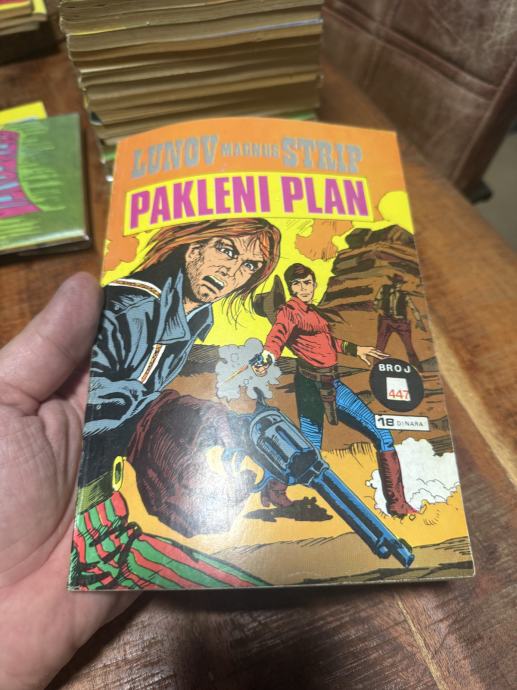 LUNOV MAGNUS STRIP
PAKLENI PLAN
BROJ
447
18 DINARA